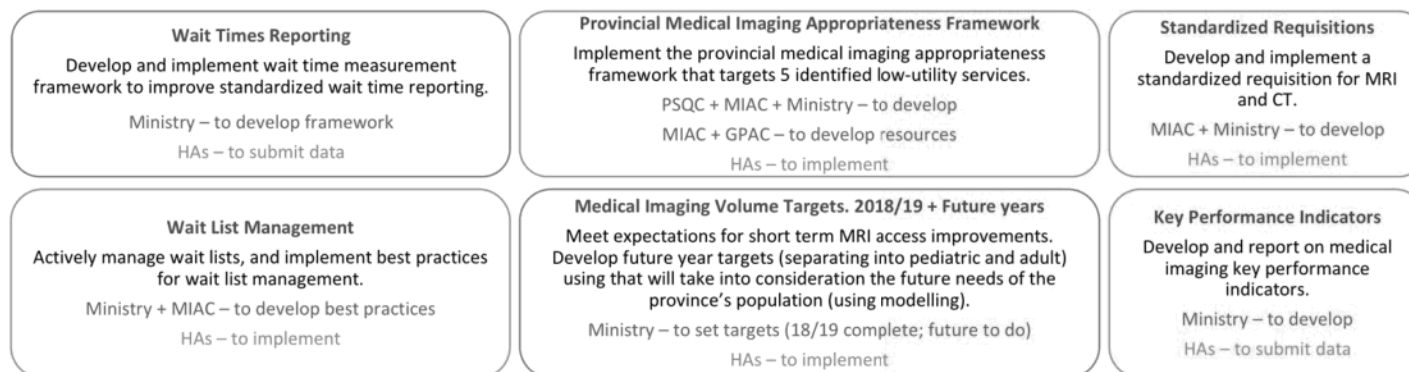 Wait Times Reporting
Develop and implement wait time measurement
framework to improve standardized wait time reporting.
Ministry – to develop framework
HAs – to submit data
Provincial Medical Imaging Appropriateness Framework
Implement the provincial medical imaging appropriateness
framework that targets 5 identified low-utility services.
PSQC + MIAC + Ministry – to develop
MIAC + GPAC – to develop resources
HAs – to implement
Standardized Requisitions
Develop and implement a
standardized requisition for MRI
and CT.
MIAC + Ministry – to develop
HAs – to implement
Wait List Management
Actively manage wait lists, and implement best practices
for wait list management.
Ministry + MIAC – to develop best practices
HAs – to implement
Medical Imaging Volume Targets. 2018/19 + Future years
Meet expectations for short term MRI access improvements.
Develop future year targets (separating into pediatric and adult)
using that will take into consideration the future needs of the
province's population (using modelling).
Ministry – to set targets (18/19 complete; future to do)
HAs – to implement
Key Performance Indicators
Develop and report on medical
imaging key performance
indicators.
Ministry – to develop
HAs – to submit data